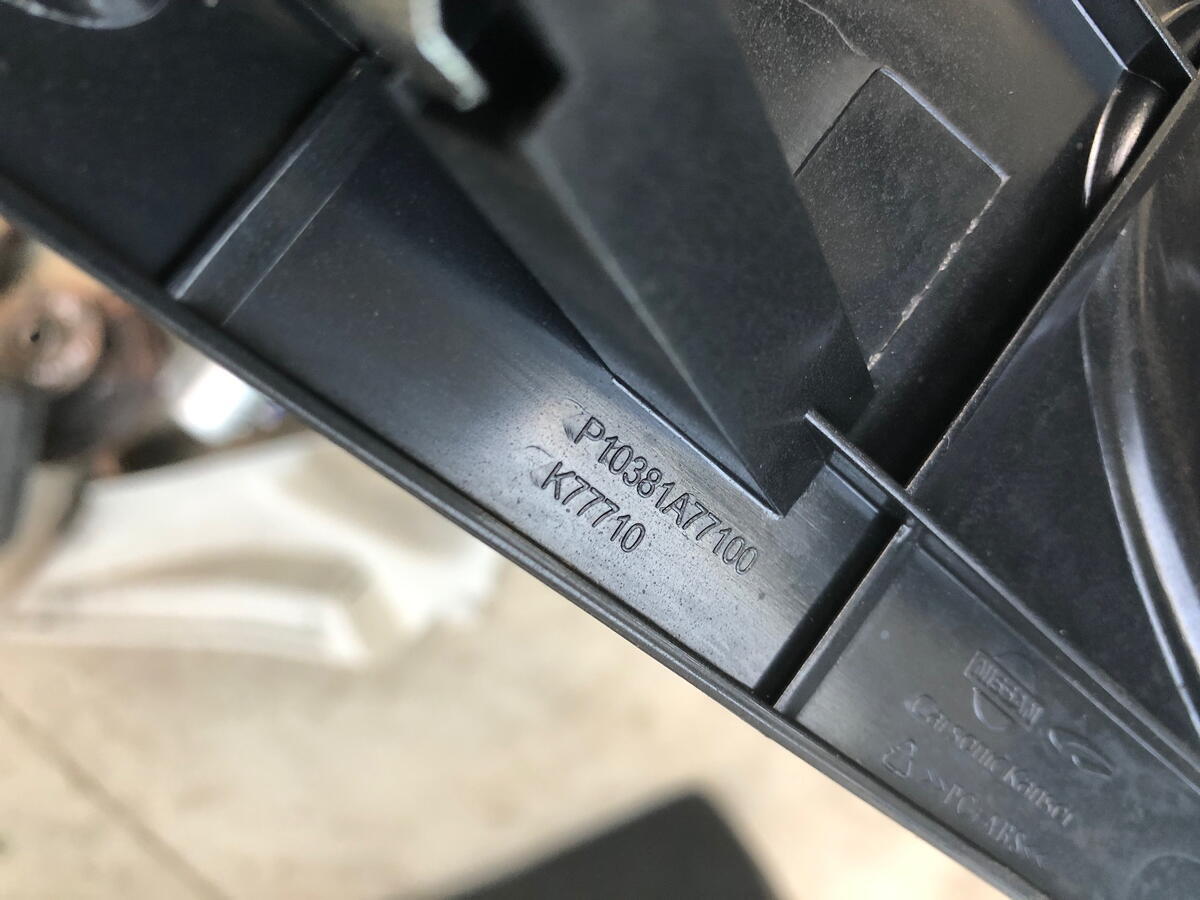 P10381A77100
K77710
NISSAN
Calsonic Kansei
>>PC+ABS<<